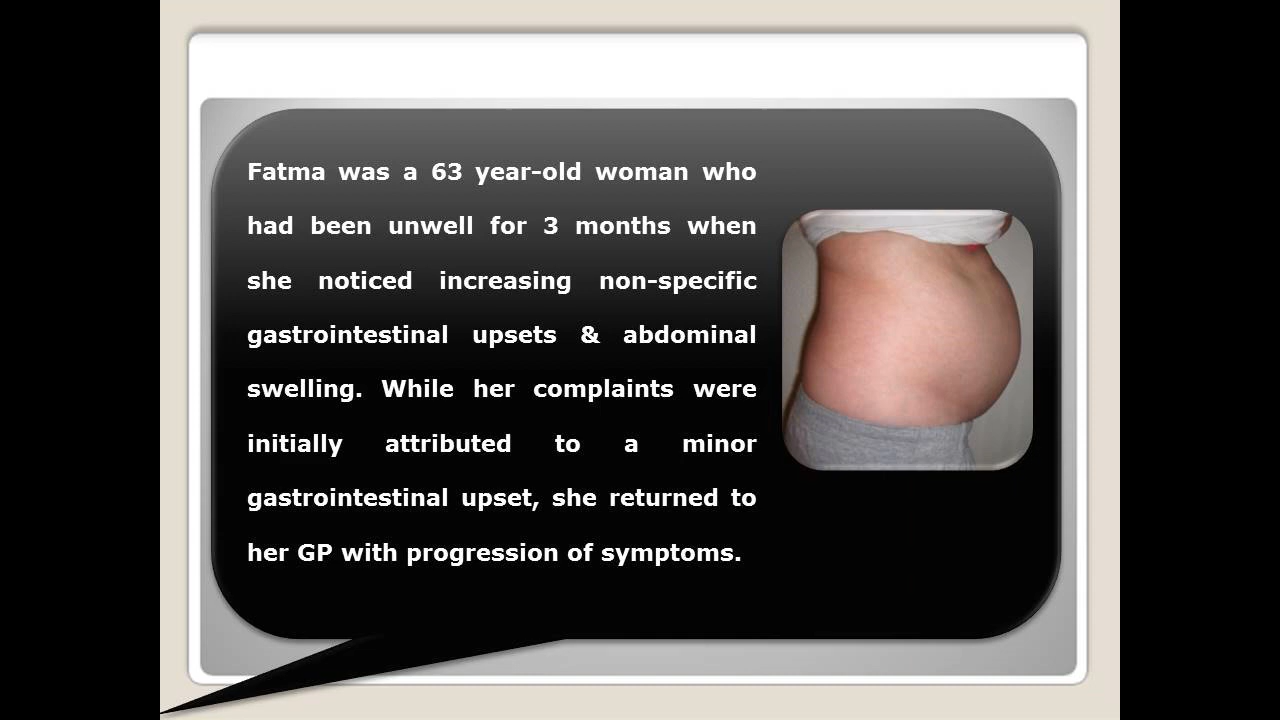 Fatma was a 63 year-old woman who
had been unwell for 3 months when
she noticed increasing non-specific
gastrointestinal upsets & abdominal
swelling. While her complaints were
initially attributed to a minor
gastrointestinal upset, she returned to
her GP with progression of symptoms.